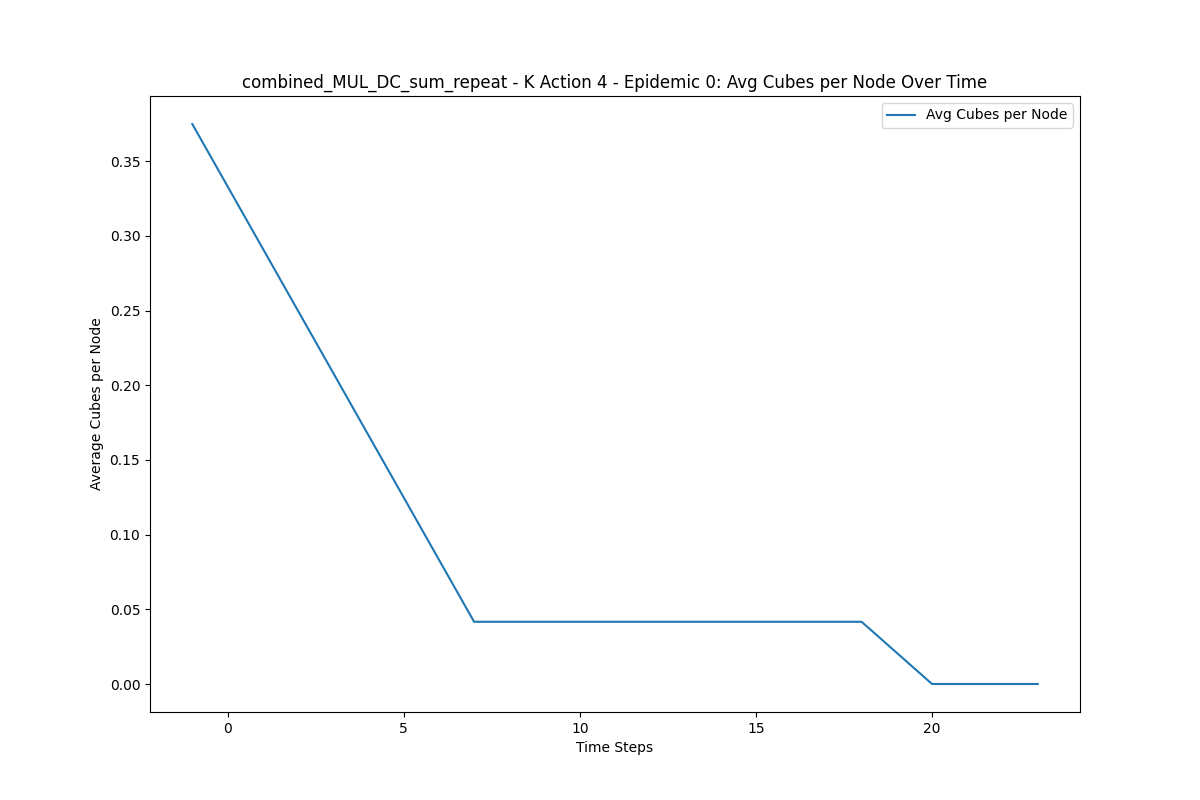 combined_MUL_DC_sum_repeat - K Action 4 - Epidemic 0: Avg Cubes per Node Over Time
Avg Cubes per Node
Average Cubes per Node
0.35
0.30
0.25
0.20
0.15
0.10
0.05
0.00
0 5 10 15 20
Time Steps